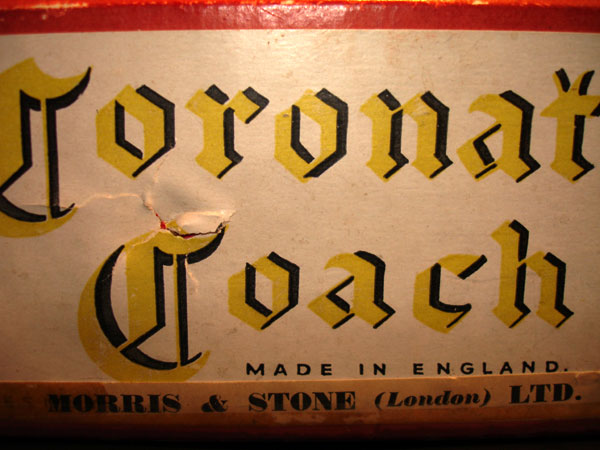 Coronat
Coach
MADE IN ENGLAND.
MORRIS & STONE (London) LTD.